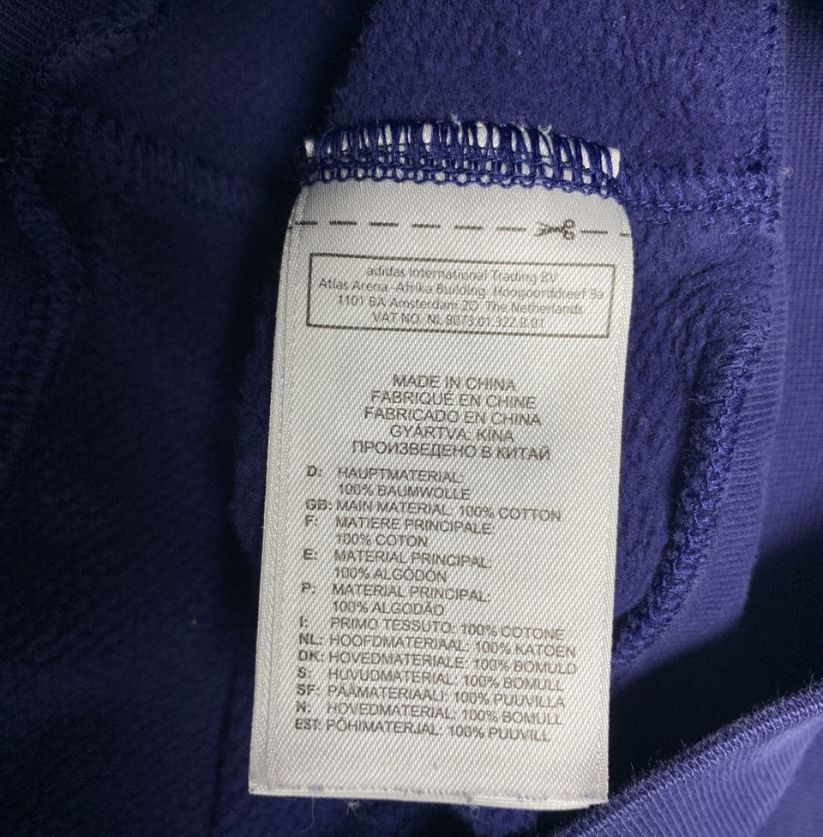 adidas International Trading BV
Atlas Arena -Afrika Building, Hoogoorddreef 9a
1101 BA Amsterdam ZO, The Netherlands
VAT NO. NL 8073.01.322.B.01
MADE IN CHINA
FABRIQUÉ EN CHINE
FABRICADO EN CHINA
GYÁRTVA: KÍNA
ПРОИЗВЕДЕНО В КИТАЙ
D: HAUPTMATERIAL:
100% BAUMWOLLE
GB: MAIN MATERIAL: 100% COTTON
F: MATIERE PRINCIPALE:
100% COTON
E: MATERIAL PRINCIPAL:
100% ALGODÓN
P: MATERIAL PRINCIPAL:
100% ALGODÃO
I: PRIMO TESSUTO: 100% COTONE
NL: HOOFDMATERIAAL: 100% KATOEN
DK: HOVEDMATERIALE: 100% BOMULD
S: HUVUDMATERIAL: 100% BOMULL
SF: PÄÄMATERIAALI: 100% PUUVILLA
N: HOVEDMATERIAL: 100% BOMULL
EST: PÕHIMATERJAL: 100% PUUVILL